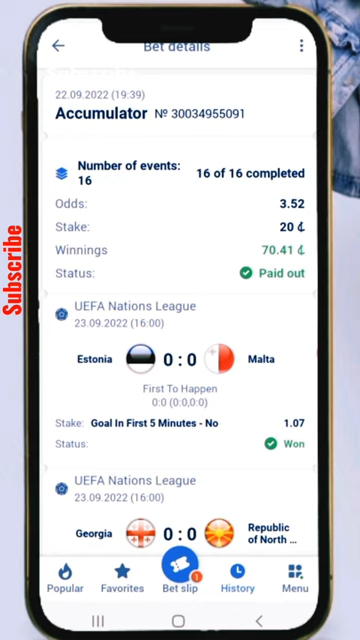 Bet details
22.09.2022 (19:39)
Accumulator № 30034955091
Number of events: 16
16 of 16 completed
Odds: 3.52
Stake: 20 ₾
Winnings 70.41 ₾
Status: Paid out
UEFA Nations League
23.09.2022 (16:00)
Estonia 0 : 0 Malta
First To Happen
0:0 (0:0,0:0)
Stake: Goal In First 5 Minutes - No 1.07
Status: Won
UEFA Nations League
23.09.2022 (16:00)
Georgia 0 : 0 Republic of North ...
1
Popular Favorites Bet slip History Menu
Subscribe